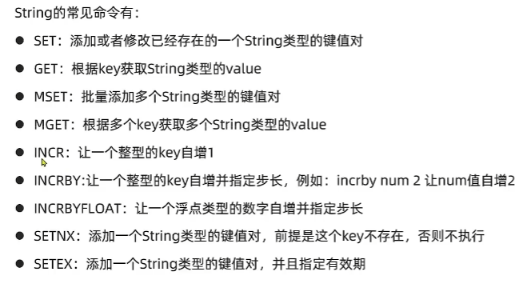 String的常见命令有：
● SET：添加或者修改已经存在的一个String类型的键值对
● GET：根据key获取String类型的value
● MSET：批量添加多个String类型的键值对
● MGET：根据多个key获取多个String类型的value
● INCR：让一个整型的key自增1
● INCRBY:让一个整型的key自增并指定步长，例如：incrby num 2 让num值自增2
● INCRBYFLOAT：让一个浮点类型的数字自增并指定步长
● SETNX：添加一个String类型的键值对，前提是这个key不存在，否则不执行
● SETEX：添加一个String类型的键值对，并且指定有效期